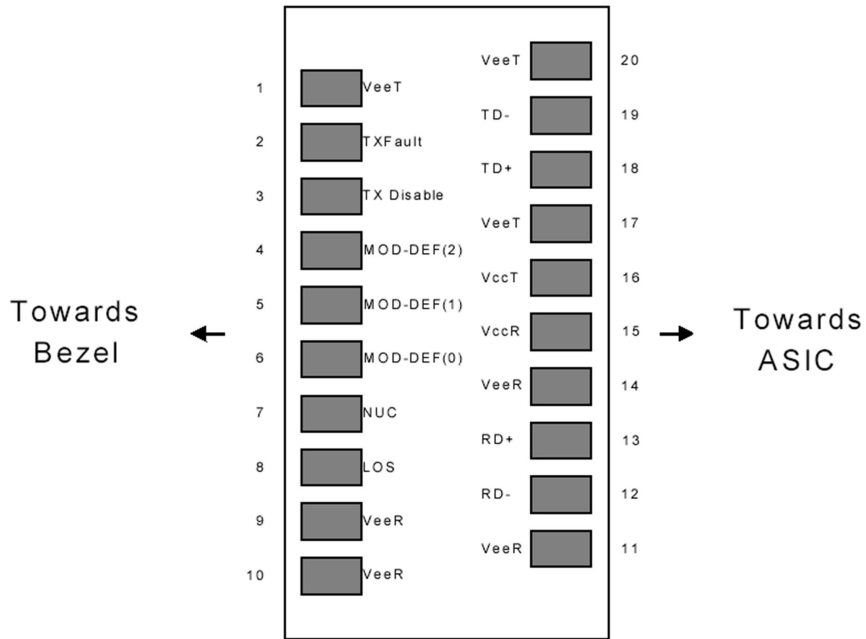 Towards
Bezel
1 VeeT
2 TXFault
3 TX Disable
4 MOD-DEF(2)
5 MOD-DEF(1)
6 MOD-DEF(0)
7 NUC
8 LOS
9 VeeR
10 VeeR
VeeT 20
TD- 19
TD+ 18
VeeT 17
VccT 16
VccR 15
VeeR 14
RD+ 13
RD- 12
VeeR 11
Towards
ASIC